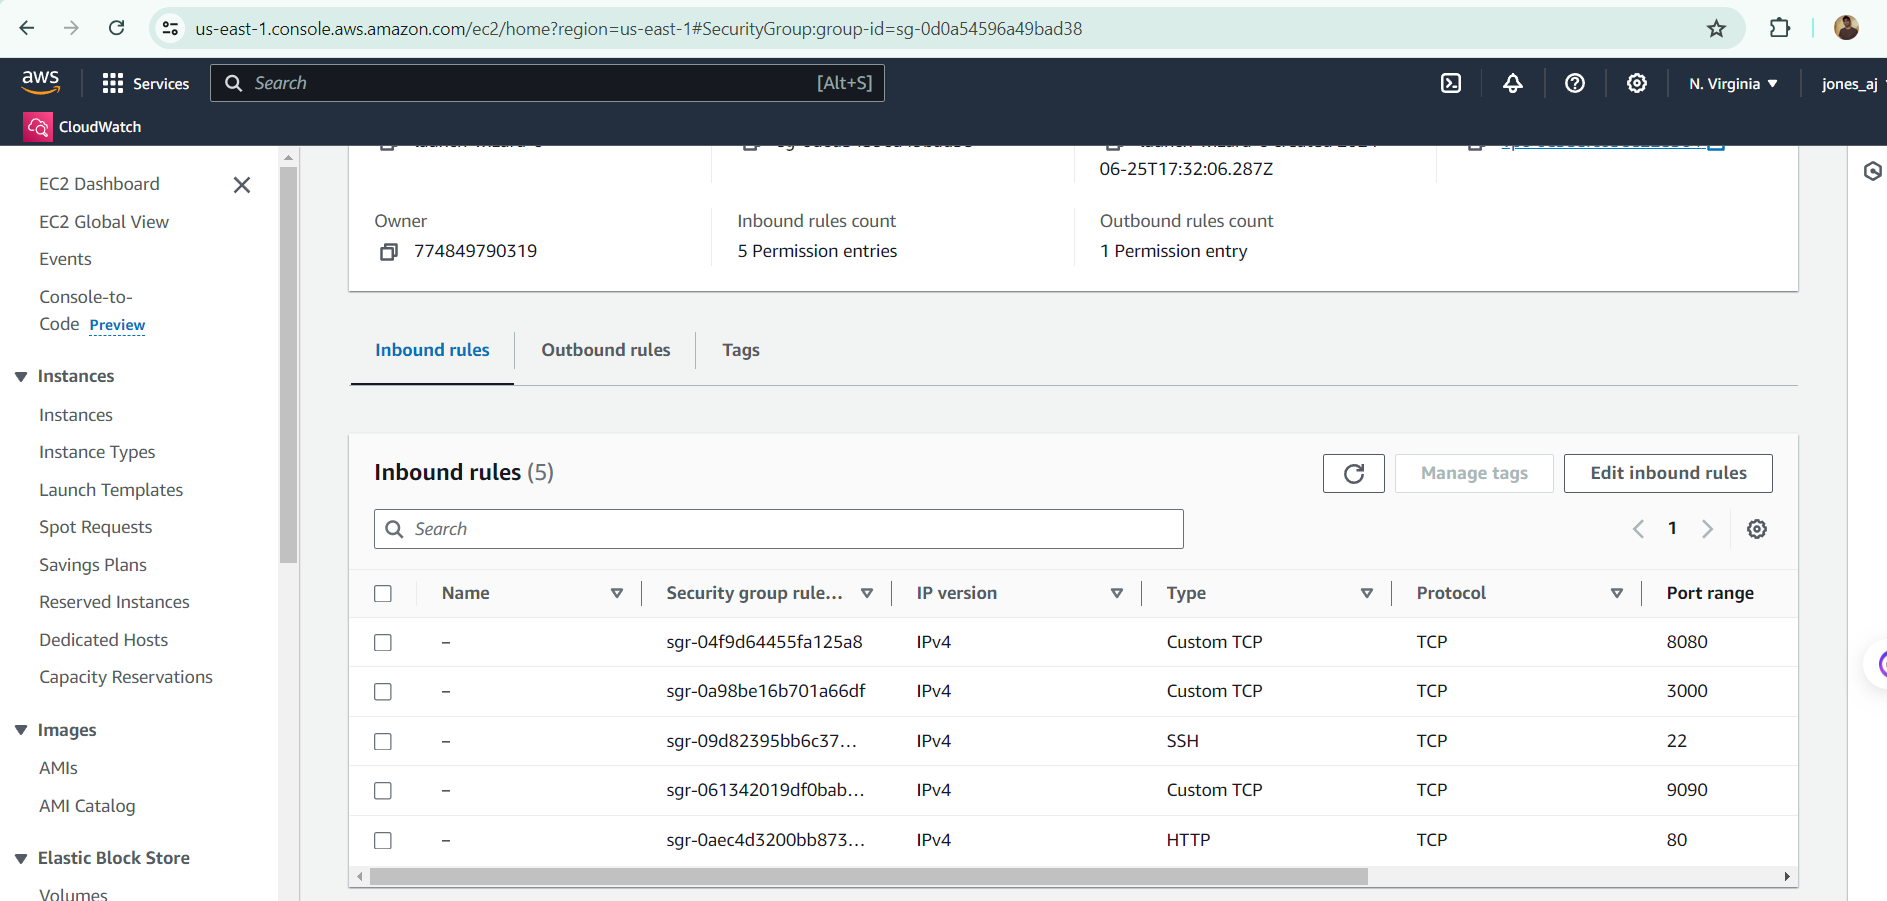 us-east-1.console.aws.amazon.com/ec2/home?region=us-east-1#SecurityGroup:group-id=sg-0d0a54596a49bad38
aws
Services
Search
[Alt+S]
N. Virginia
jones_aj
CloudWatch
EC2 Dashboard
EC2 Global View
Events
Console-to-
Code Preview
Instances
Instances
Instance Types
Launch Templates
Spot Requests
Savings Plans
Reserved Instances
Dedicated Hosts
Capacity Reservations
Images
AMIs
AMI Catalog
Elastic Block Store
Volumes
06-25T17:32:06.287Z
Owner
774849790319
Inbound rules count
5 Permission entries
Outbound rules count
1 Permission entry
Inbound rules
Outbound rules
Tags
Inbound rules (5)
Manage tags
Edit inbound rules
Search
1
Name Security group rule... IP version Type Protocol Port range
– sgr-04f9d64455fa125a8 IPv4 Custom TCP TCP 8080
– sgr-0a98be16b701a66df IPv4 Custom TCP TCP 3000
– sgr-09d82395bb6c37... IPv4 SSH TCP 22
– sgr-061342019df0bab... IPv4 Custom TCP TCP 9090
– sgr-0aec4d3200bb873... IPv4 HTTP TCP 80